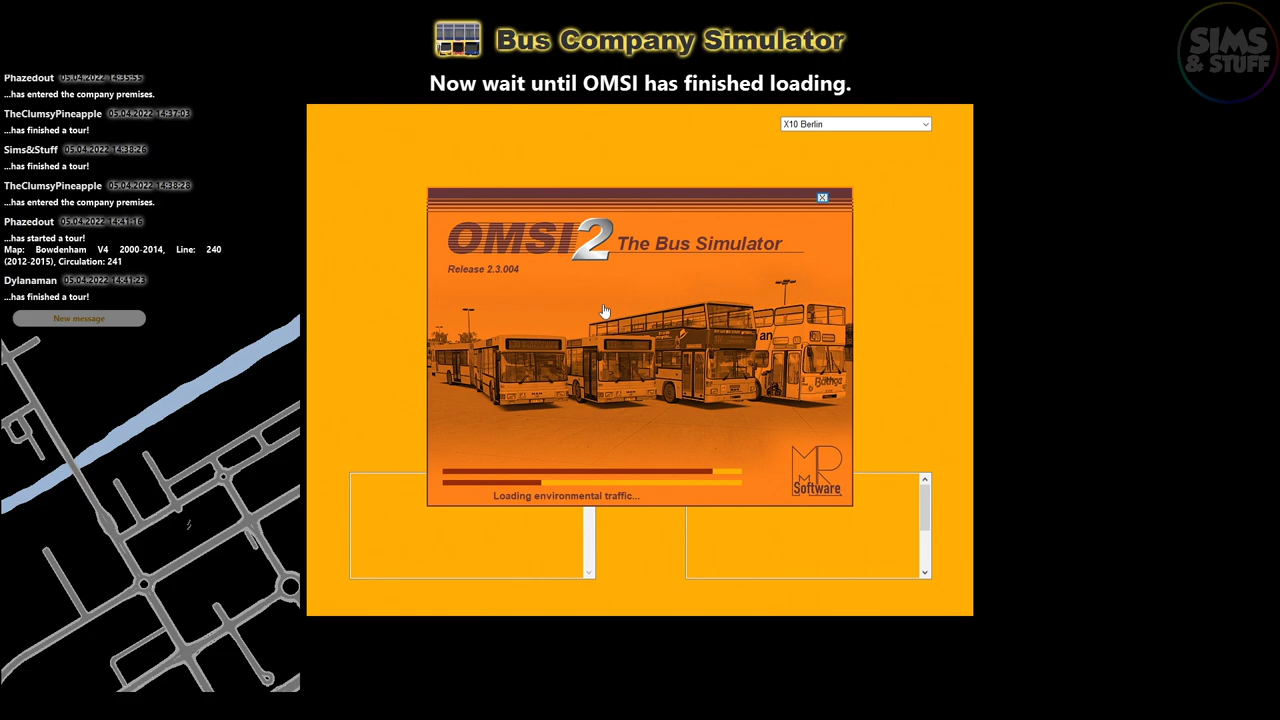 Bus Company Simulator
SIMS
& STUFF
Now wait until OMSI has finished loading.
Phazedout 05.04.2022 14:35:55
...has entered the company premises.
TheClumsyPineapple 05.04.2022 14:37:03
...has finished a tour!
Sims&Stuff 05.04.2022 14:38:26
...has finished a tour!
TheClumsyPineapple 05.04.2022 14:38:28
...has entered the company premises.
Phazedout 05.04.2022 14:41:16
...has started a tour!
Map: Bowdenham V4 2000-2014, Line: 240
(2012-2015), Circulation: 241
Dylanaman 05.04.2022 14:41:23
...has finished a tour!
New message
X10 Berlin
OMSI 2 The Bus Simulator
Release 2.3.004
an
MR
Software
Loading environmental traffic...